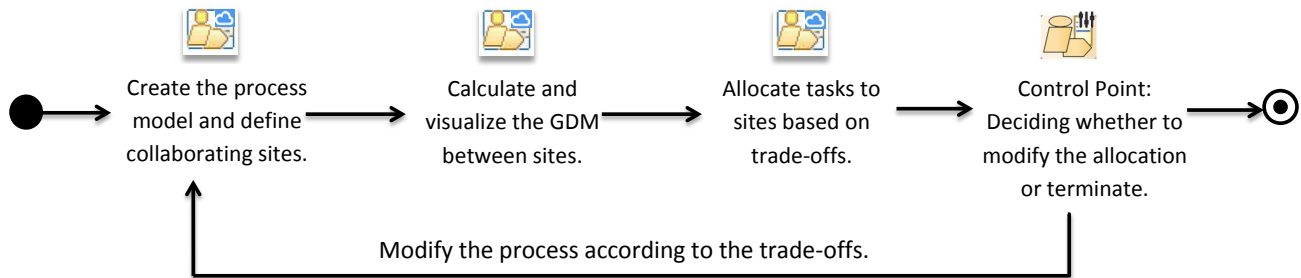 Create the process
model and define
collaborating sites.
Calculate and
visualize the GDM
between sites.
Allocate tasks to
sites based on
trade-offs.
Control Point:
Deciding whether to
modify the allocation
or terminate.
Modify the process according to the trade-offs.